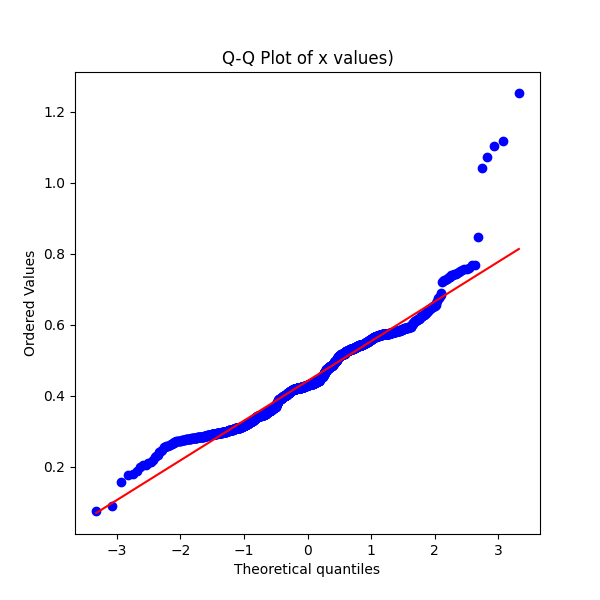 Q-Q Plot of x values)
1.2
1.0
0.8
0.6
0.4
0.2
Ordered Values
−3 −2 −1 0 1 2 3
Theoretical quantiles